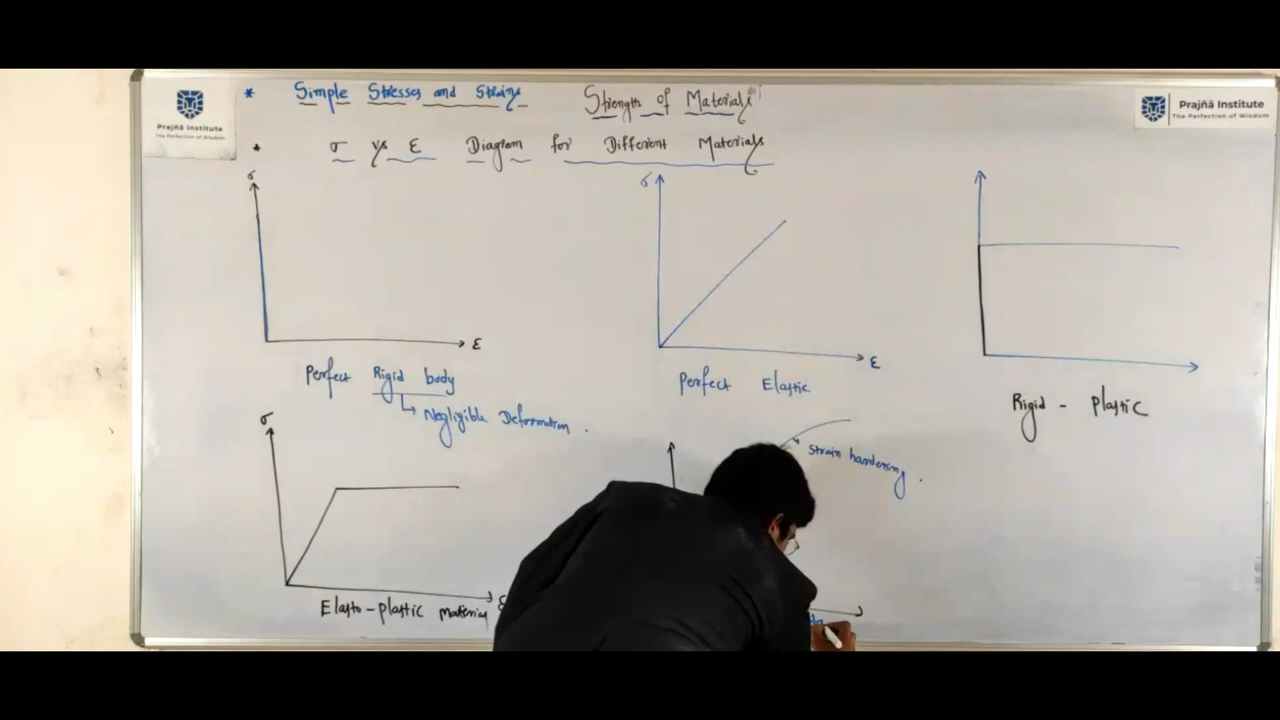 Prajñā Institute
The Perfection of Wisdom
* Simple Stresses and Strains
Strength of Materials
Prajñā Institute
The Perfection of Wisdom
* σ vs ε Diagram for Different Materials
σ
ε
Perfect Rigid body
Negligible Deformation.
σ
ε
Perfect Elastic
Rigid - Plastic
σ
Elasto-plastic material
Strain hardening.